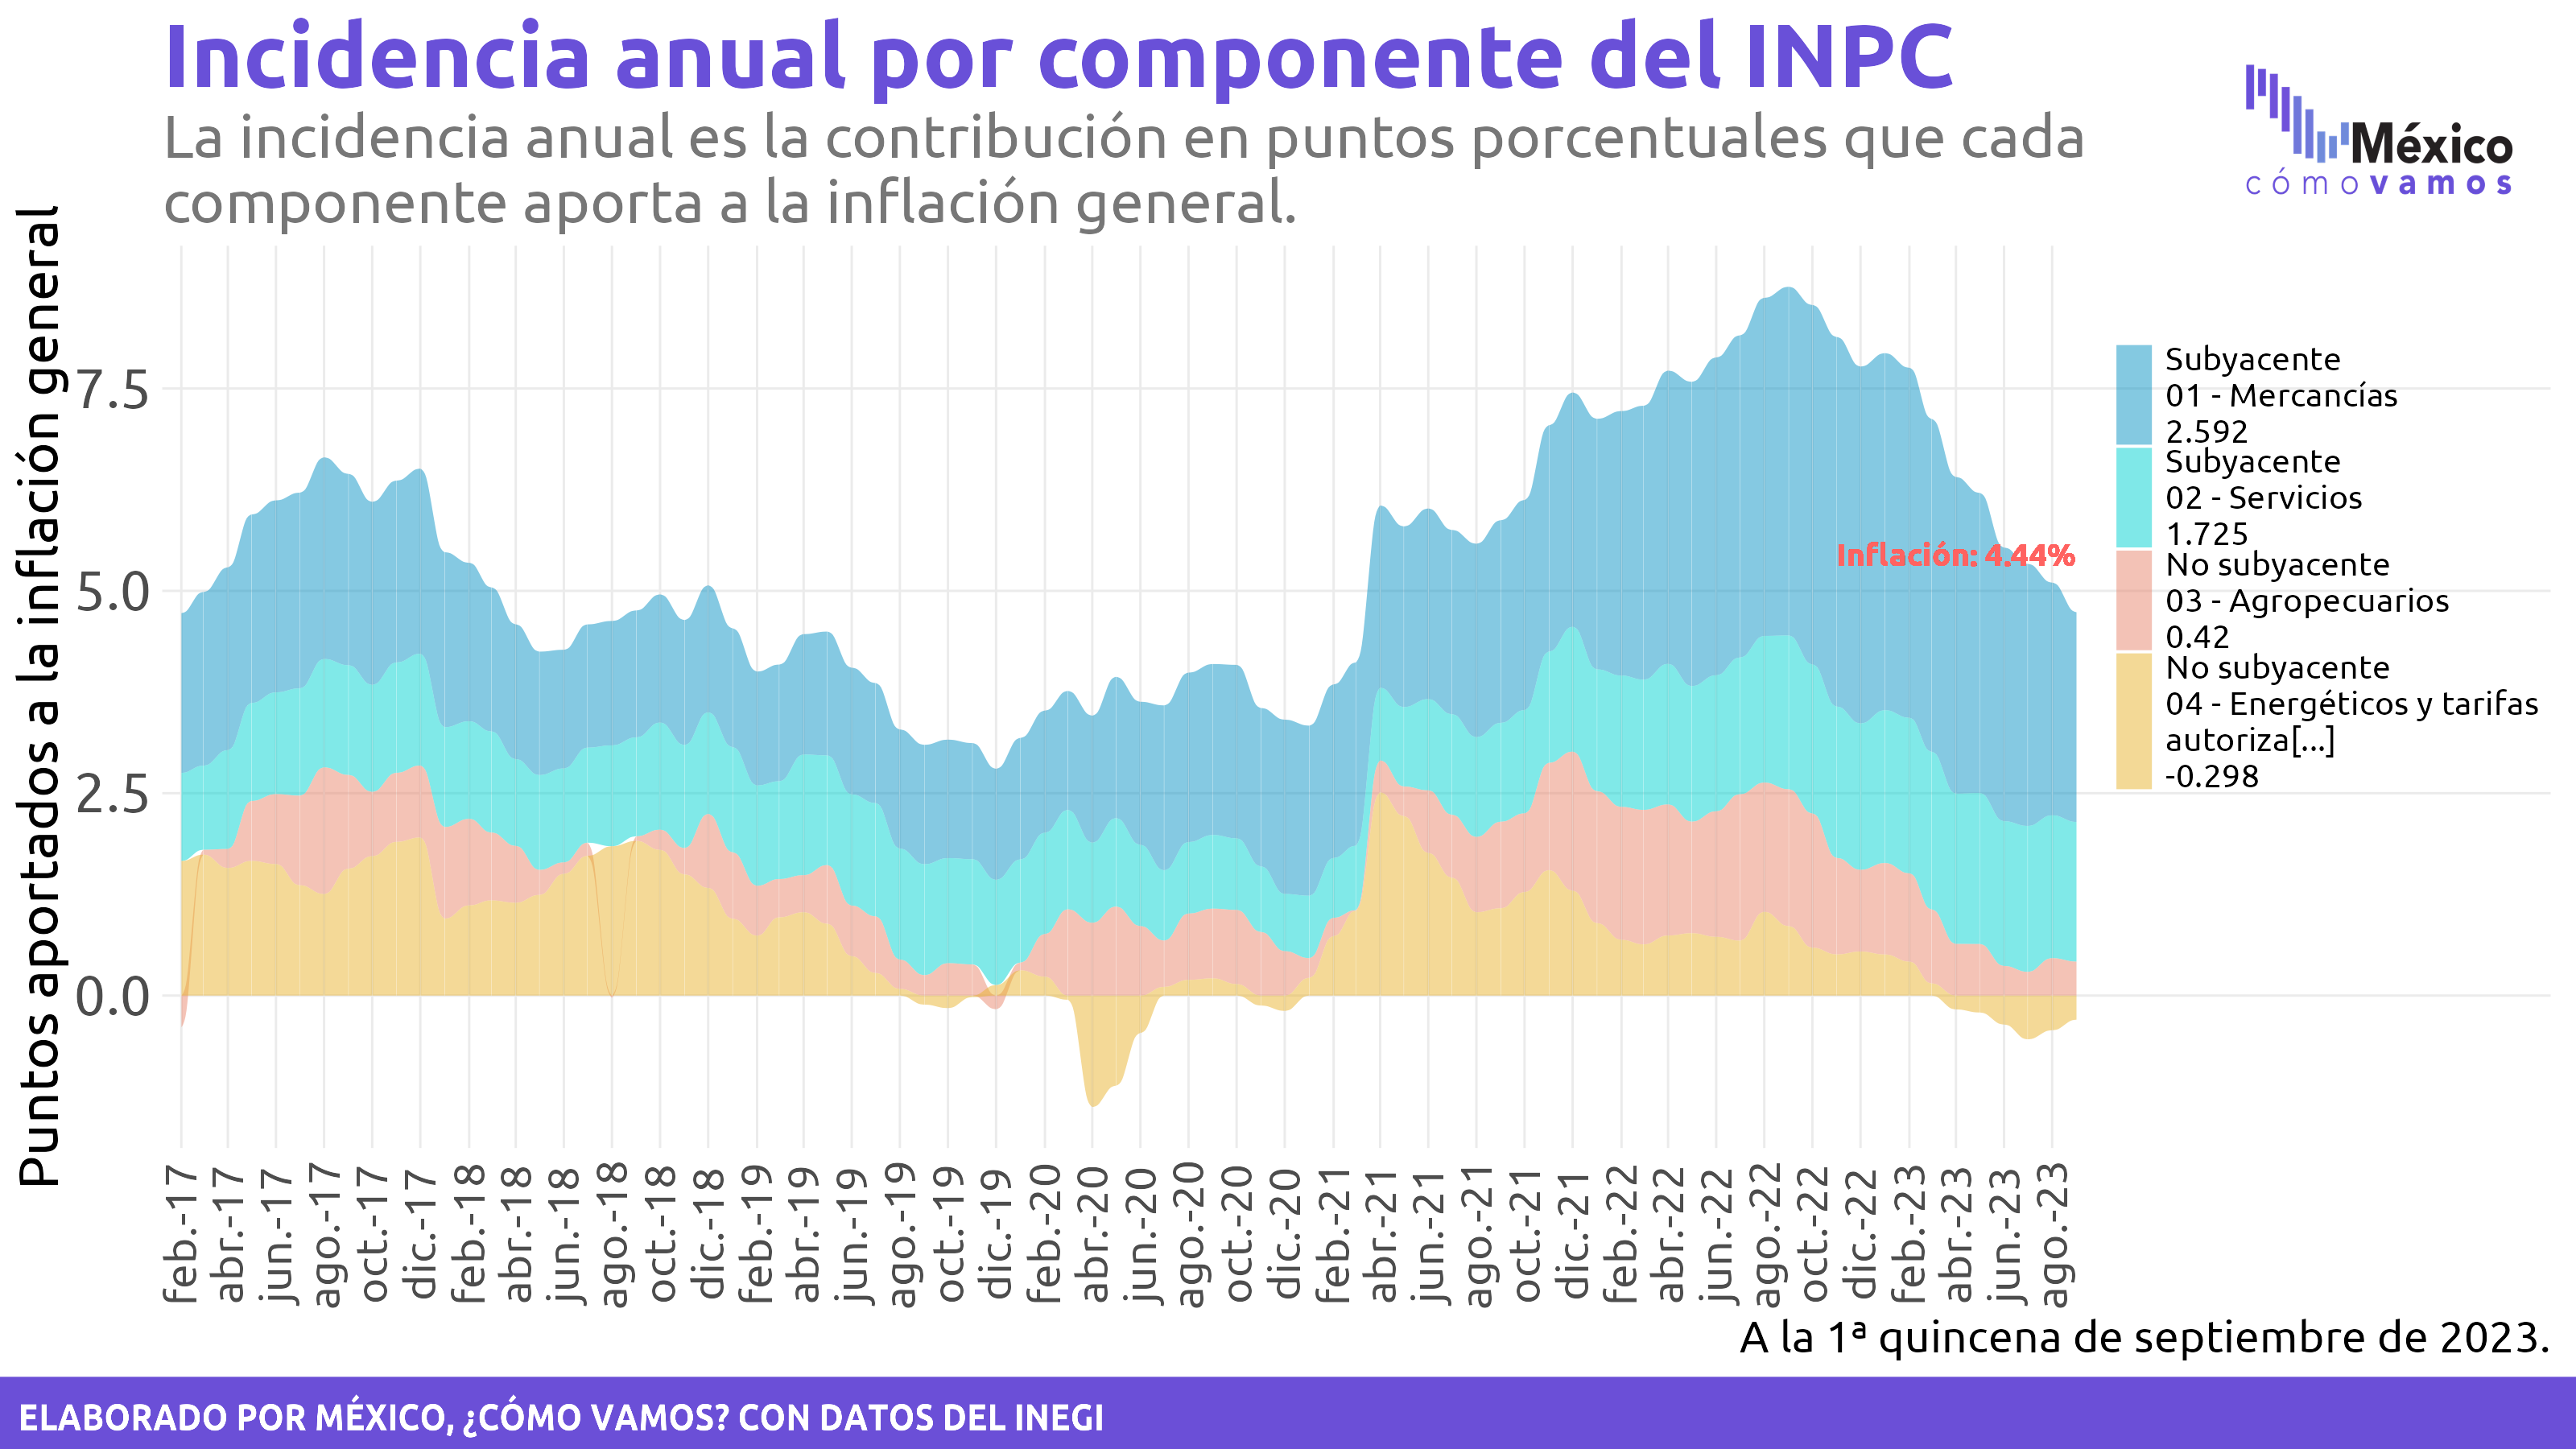 Incidencia anual por componente del INPC
La incidencia anual es la contribución en puntos porcentuales que cada
componente aporta a la inflación general.
México
cómovamos
Puntos aportados a la inflación general
7.5
5.0
2.5
0.0
Inflación: 4.44%
Subyacente
01 - Mercancías
2.592
Subyacente
02 - Servicios
1.725
No subyacente
03 - Agropecuarios
0.42
No subyacente
04 - Energéticos y tarifas
autoriza[...]
-0.298
feb.-17
abr.-17
jun.-17
ago.-17
oct.-17
dic.-17
feb.-18
abr.-18
jun.-18
ago.-18
oct.-18
dic.-18
feb.-19
abr.-19
jun.-19
ago.-19
oct.-19
dic.-19
feb.-20
abr.-20
jun.-20
ago.-20
oct.-20
dic.-20
feb.-21
abr.-21
jun.-21
ago.-21
oct.-21
dic.-21
feb.-22
abr.-22
jun.-22
ago.-22
oct.-22
dic.-22
feb.-23
abr.-23
jun.-23
ago.-23
A la 1ª quincena de septiembre de 2023.
ELABORADO POR MÉXICO, ¿CÓMO VAMOS? CON DATOS DEL INEGI